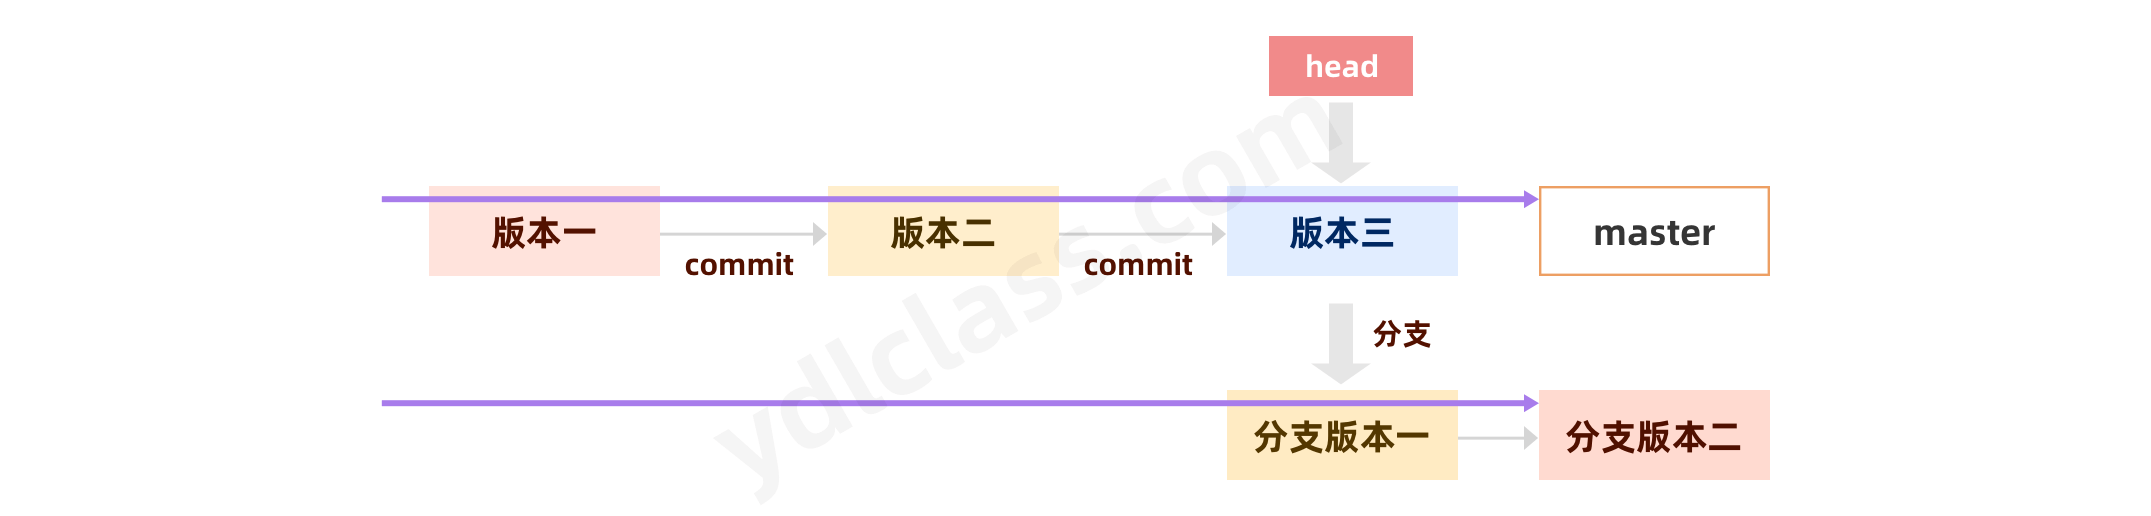 head
版本一
commit
版本二
commit
版本三
master
分支
分支版本一
分支版本二
ydlclass.com